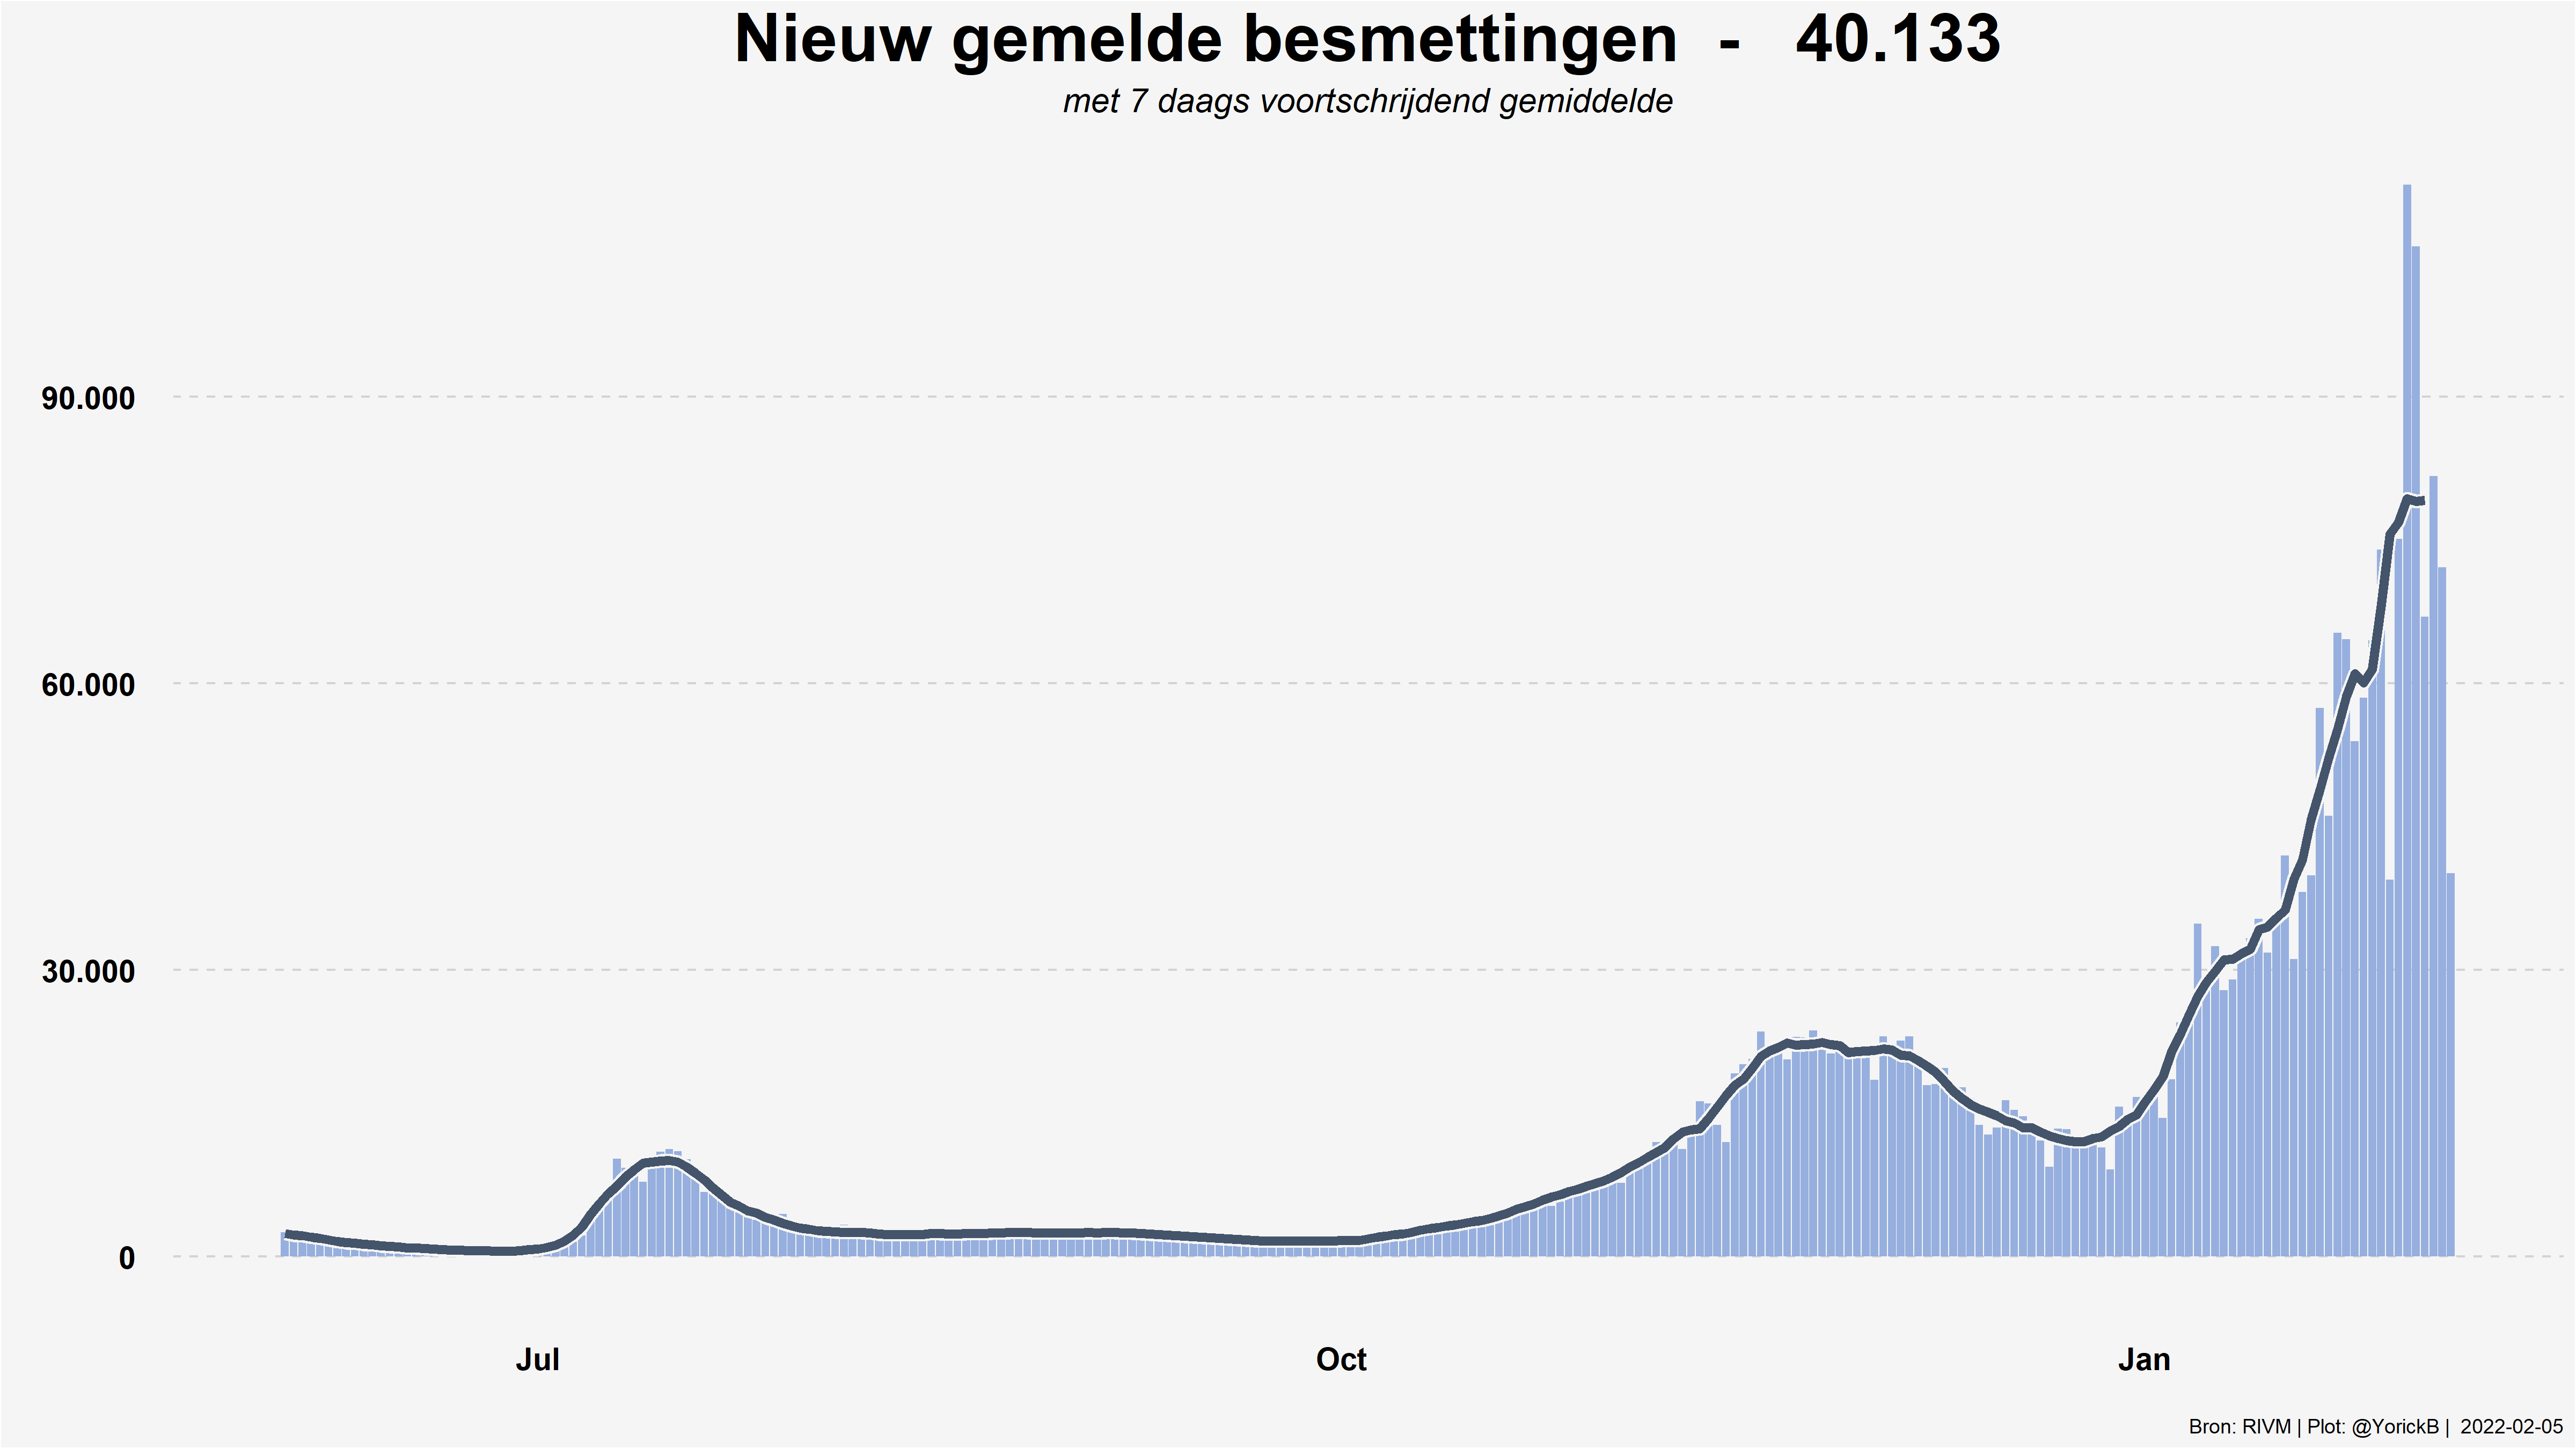 Nieuw gemelde besmettingen - 40.133
met 7 daags voortschrijdend gemiddelde
90.000
60.000
30.000
0
Jul Oct Jan
Bron: RIVM | Plot: @YorickB | 2022-02-05